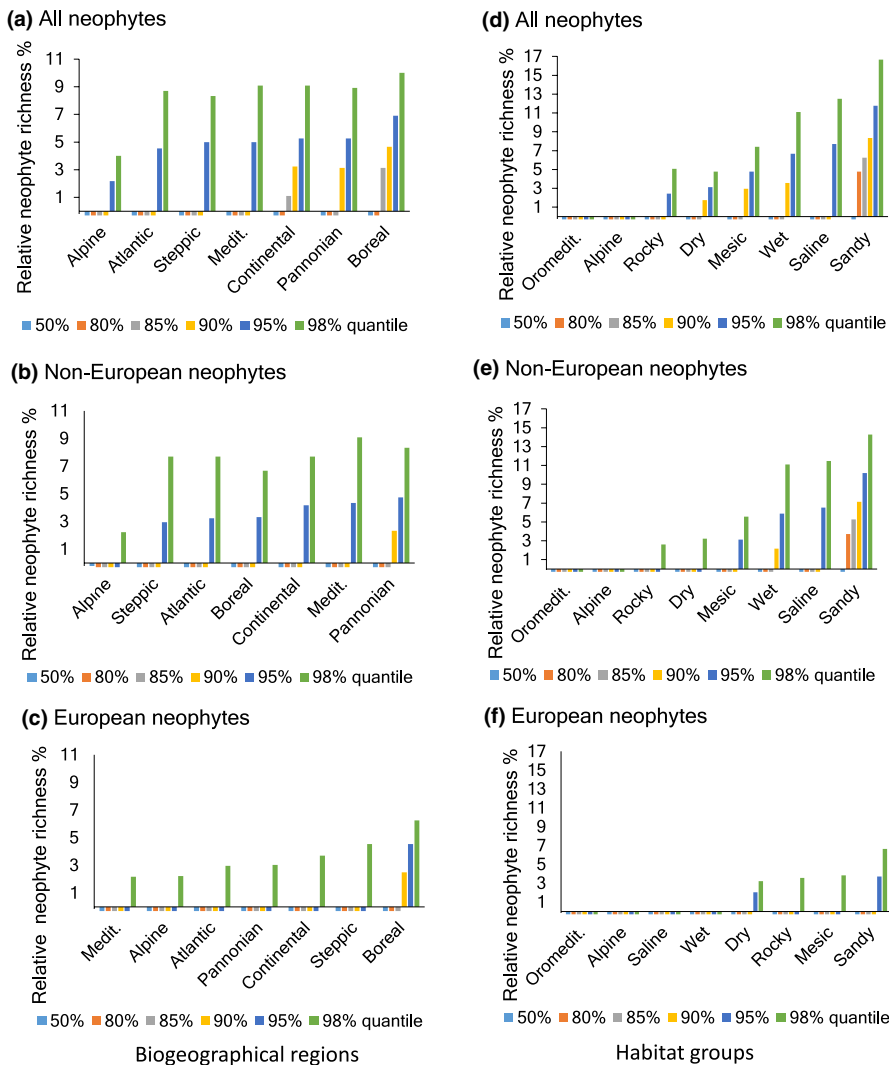 (a) All neophytes
Relative neophyte richness %
11
9
7
5
3
1
Alpine
Atlantic
Steppic
Medit.
Continental
Pannonian
Boreal
50% 80% 85% 90% 95% 98% quantile
(b) Non-European neophytes
Relative neophyte richness %
11
9
7
5
3
1
Alpine
Steppic
Atlantic
Boreal
Continental
Medit.
Pannonian
50% 80% 85% 90% 95% 98% quantile
(c) European neophytes
Relative neophyte richness %
11
9
7
5
3
1
Medit.
Alpine
Atlantic
Pannonian
Continental
Steppic
Boreal
50% 80% 85% 90% 95% 98% quantile
Biogeographical regions
(d) All neophytes
Relative neophyte richness %
17
15
13
11
9
7
5
3
1
Oromedit.
Alpine
Rocky
Dry
Mesic
Wet
Saline
Sandy
50% 80% 85% 90% 95% 98% quantile
(e) Non-European neophytes
Relative neophyte richness %
17
15
13
11
9
7
5
3
1
Oromedit.
Alpine
Rocky
Dry
Mesic
Wet
Saline
Sandy
50% 80% 85% 90% 95% 98% quantile
(f) European neophytes
Relative neophyte richness %
17
15
13
11
9
7
5
3
1
Oromedit.
Alpine
Saline
Wet
Dry
Rocky
Mesic
Sandy
50% 80% 85% 90% 95% 98% quantile
Habitat groups